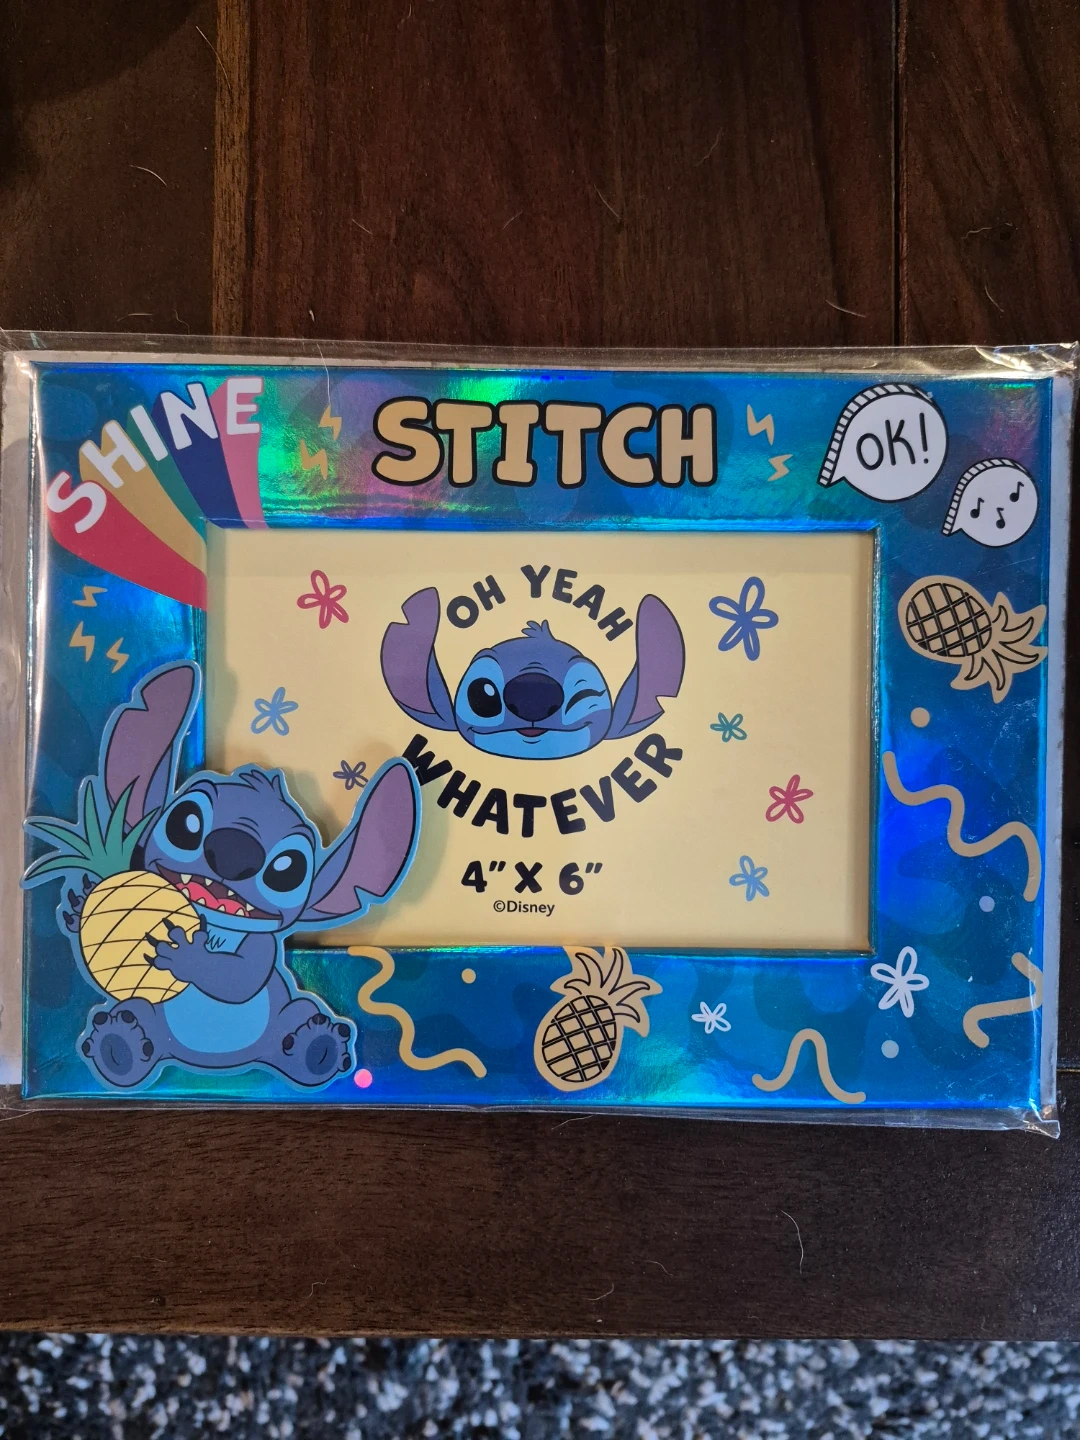 SHINE
STITCH
OK!
OH YEAH
WHATEVER
4" X 6"
©Disney